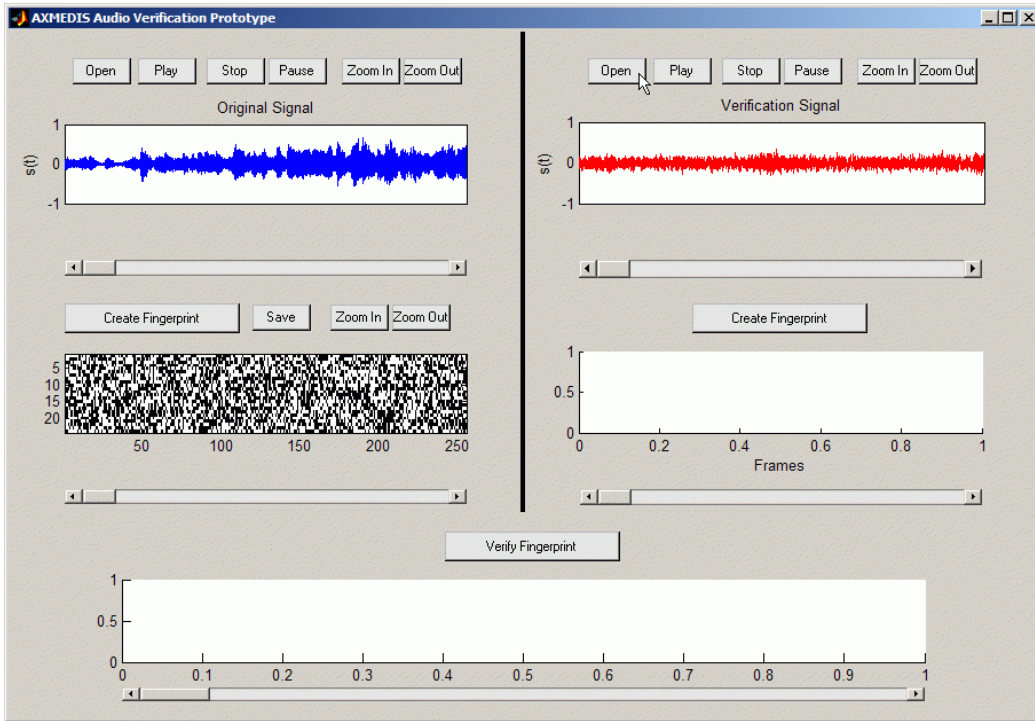 AXMEDIS Audio Verification Prototype
Open Play Stop Pause Zoom In Zoom Out
Original Signal
1
0
-1
s(t)
Create Fingerprint Save Zoom In Zoom Out
5
10
15
20
50 100 150 200 250
Open Play Stop Pause Zoom In Zoom Out
Verification Signal
1
0
-1
s(t)
Create Fingerprint
1
0.5
0
0 0.2 0.4 0.6 0.8 1
Frames
Verify Fingerprint
1
0.5
0
0 0.1 0.2 0.3 0.4 0.5 0.6 0.7 0.8 0.9 1